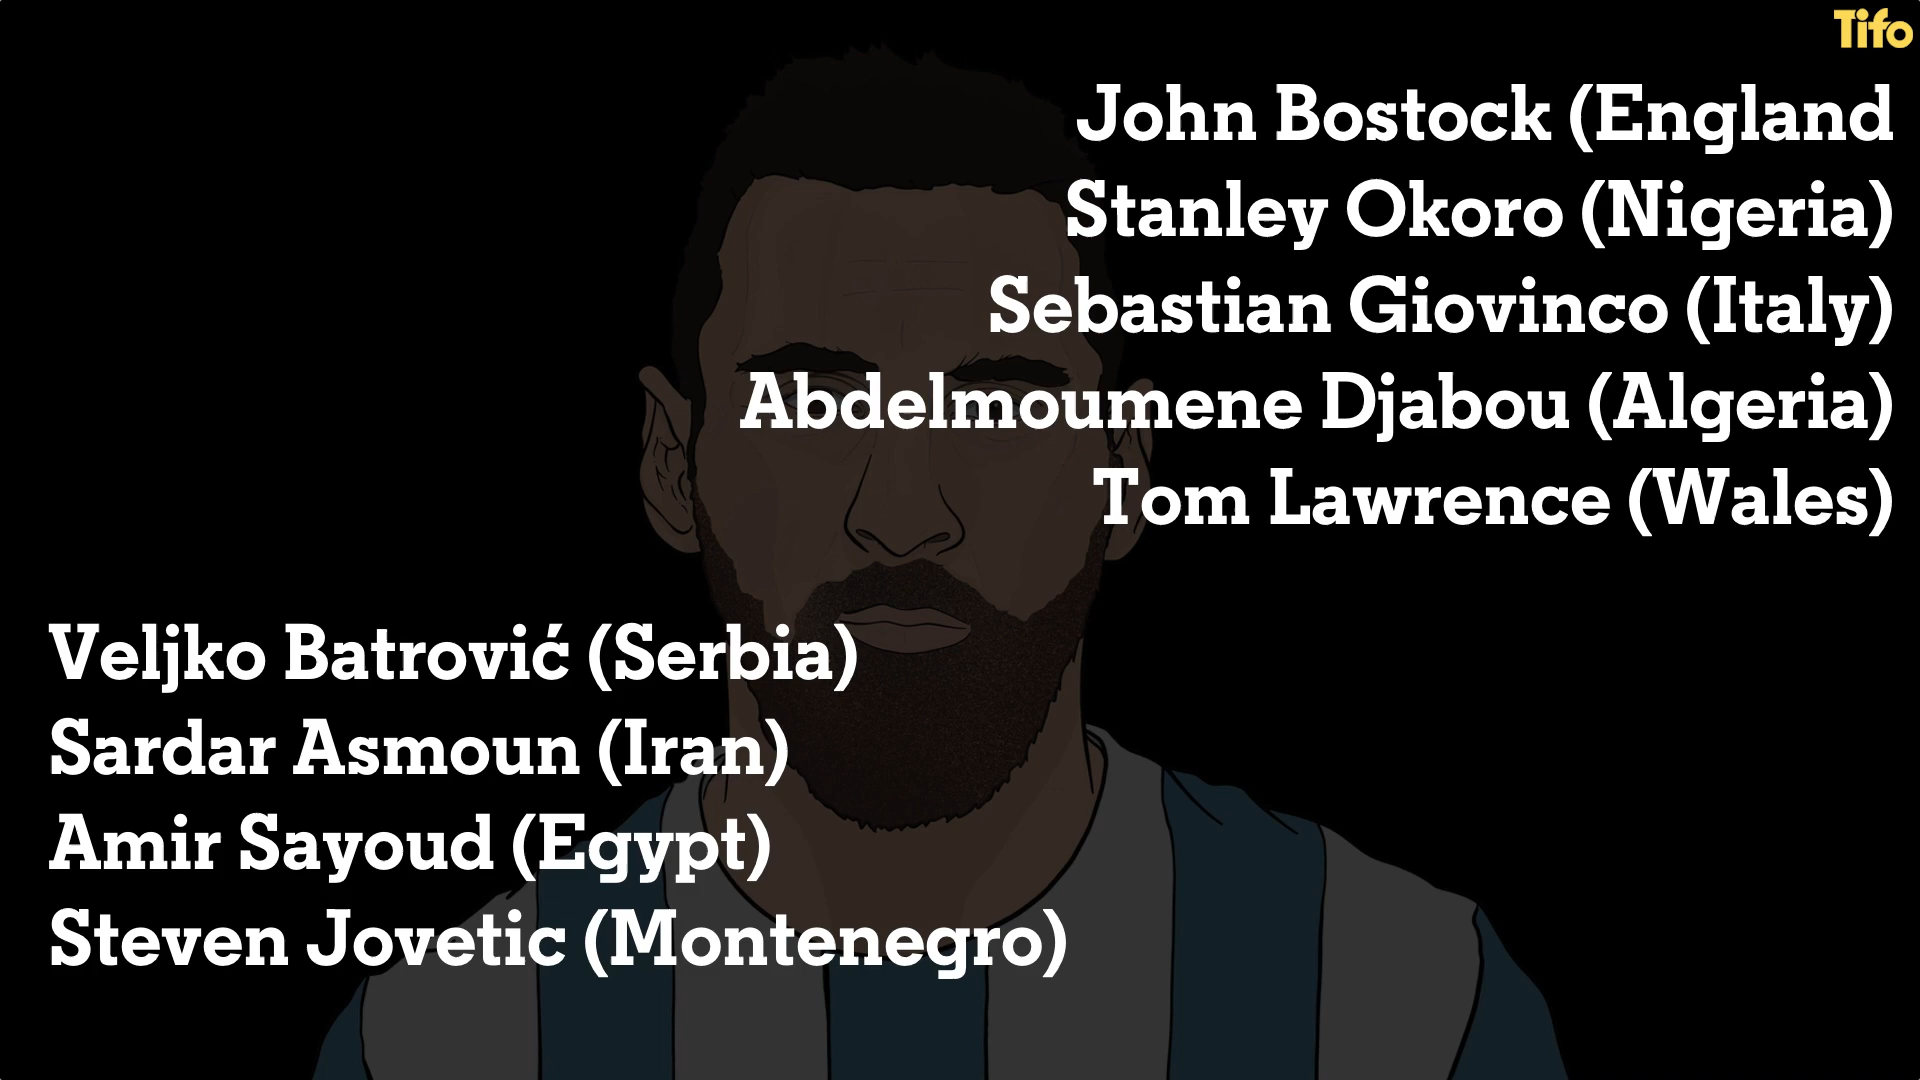 Tifo
John Bostock (England
Stanley Okoro (Nigeria)
Sebastian Giovinco (Italy)
Abdelmoumene Djabou (Algeria)
Tom Lawrence (Wales)
Veljko Batrović (Serbia)
Sardar Asmoun (Iran)
Amir Sayoud (Egypt)
Steven Jovetic (Montenegro)